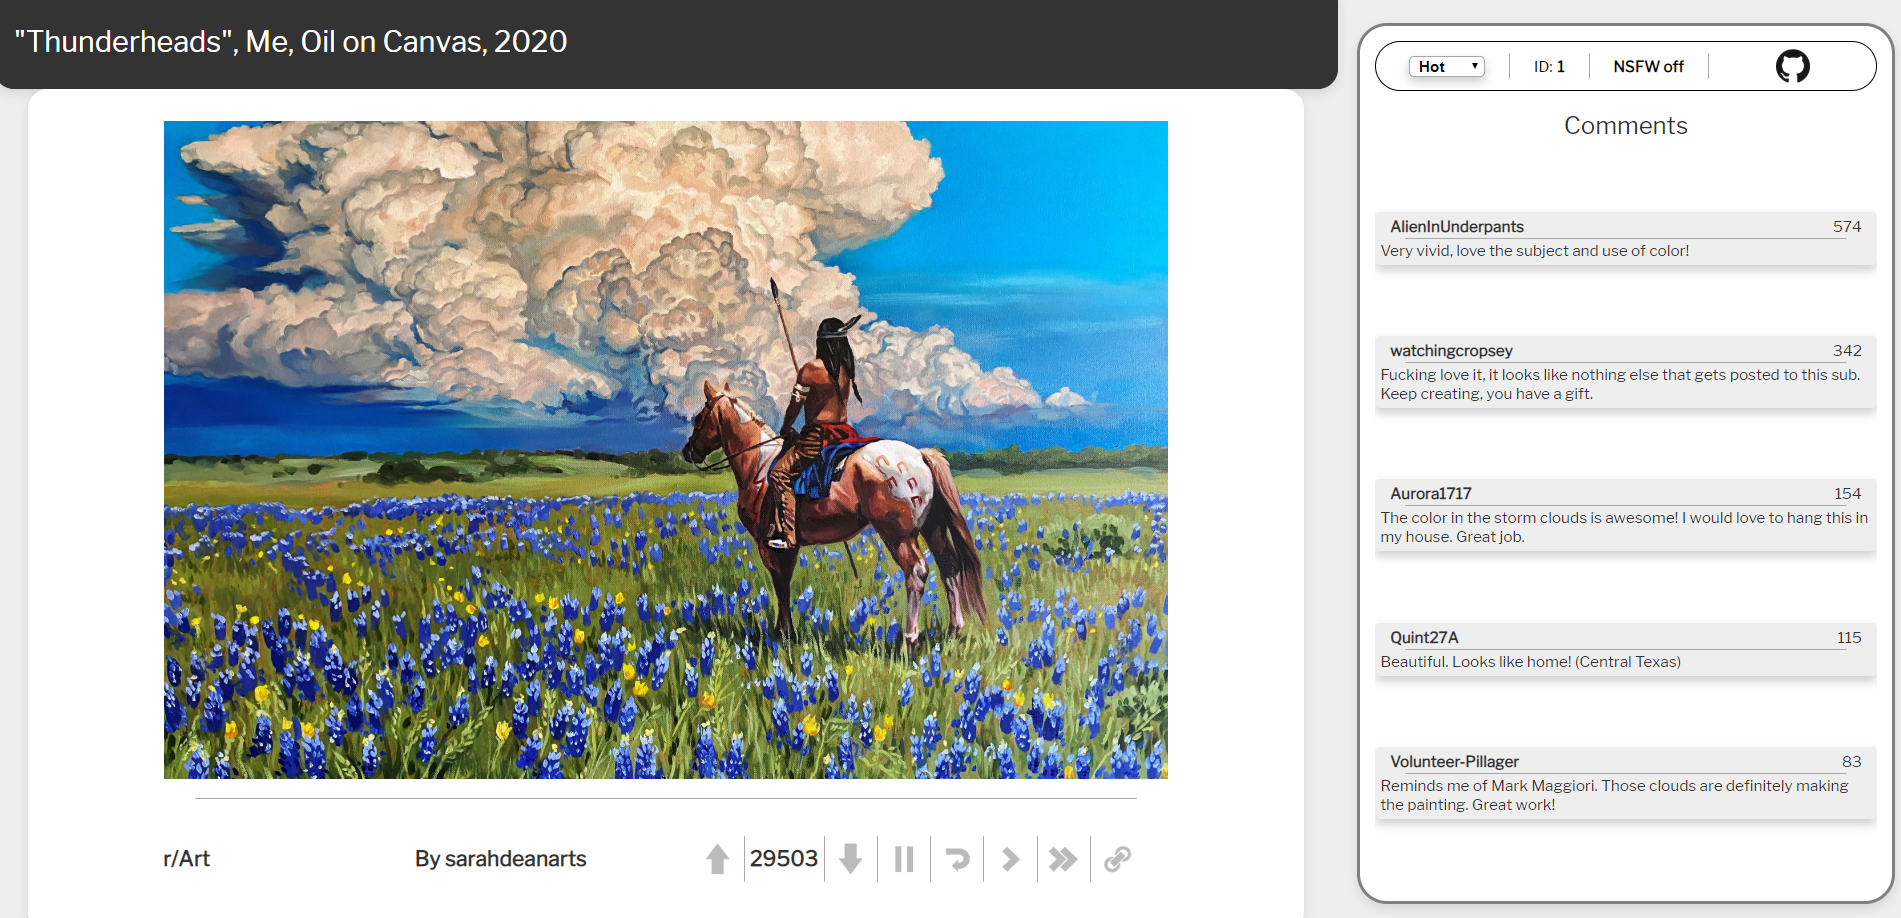 "Thunderheads", Me, Oil on Canvas, 2020
r/Art
By sarahdeanarts
29503
Hot
ID: 1
NSFW off
Comments
AlienInUnderpants 574
Very vivid, love the subject and use of color!
watchingcropsey 342
Fucking love it, it looks like nothing else that gets posted to this sub.
Keep creating, you have a gift.
Aurora1717 154
The color in the storm clouds is awesome! I would love to hang this in
my house. Great job.
Quint27A 115
Beautiful. Looks like home! (Central Texas)
Volunteer-Pillager 83
Reminds me of Mark Maggiori. Those clouds are definitely making
the painting. Great work!